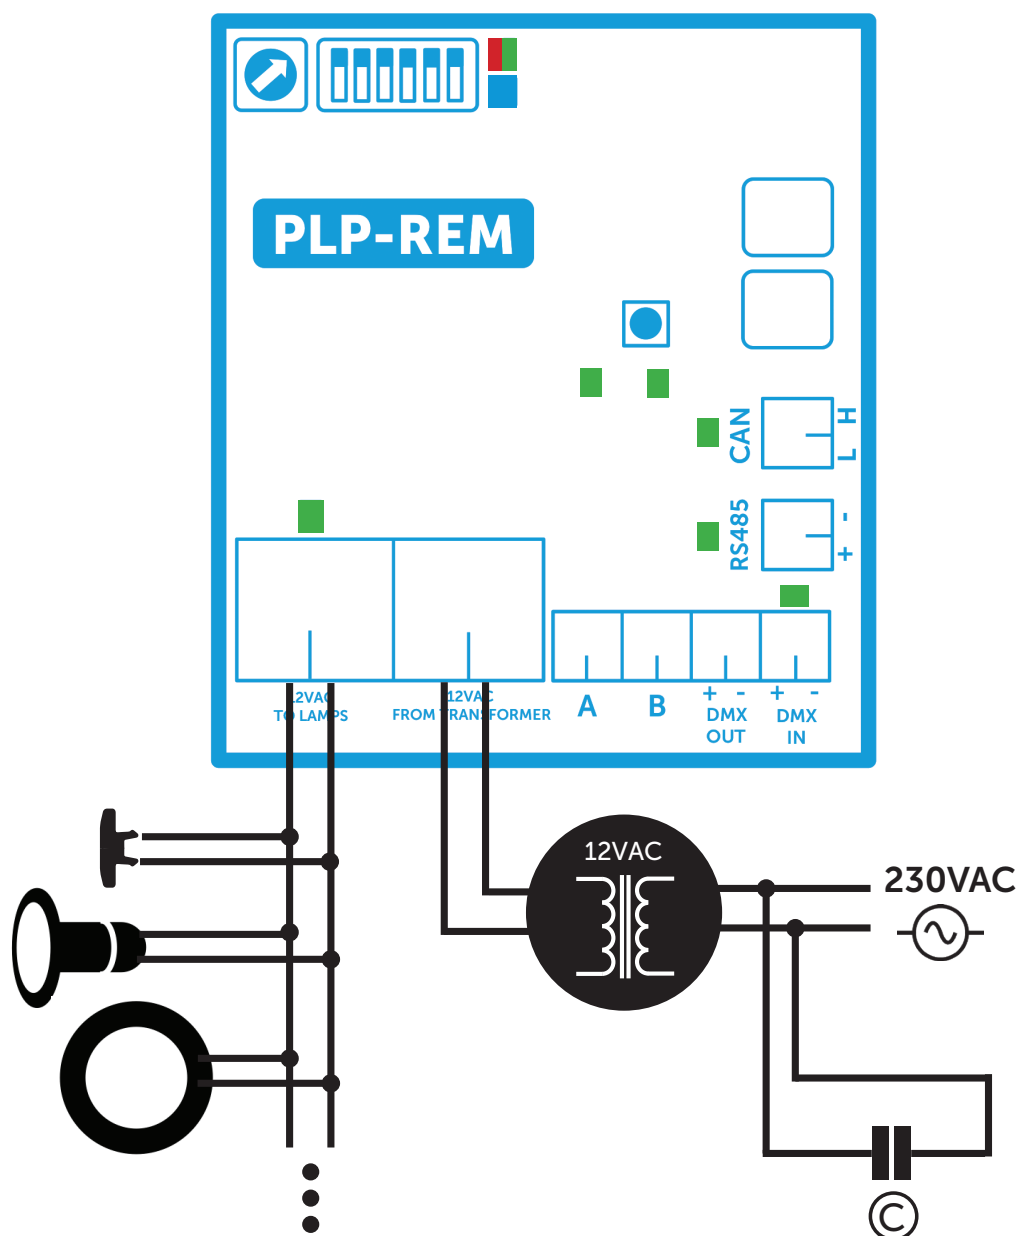 PLP-REM
CAN
H
L
RS485
-
+
12VAC
TO LAMPS
12VAC
FROM TRANSFORMER
A
B
+ -
DMX
OUT
+ -
DMX
IN
12VAC
230VAC
C